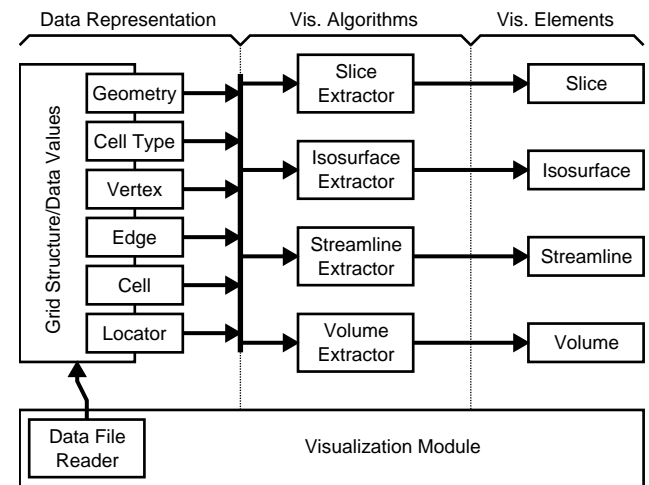 Data Representation
Vis. Algorithms
Vis. Elements
Grid Structure/Data Values
Geometry
Cell Type
Vertex
Edge
Cell
Locator
Slice
Extractor
Isosurface
Extractor
Streamline
Extractor
Volume
Extractor
Slice
Isosurface
Streamline
Volume
Data File
Reader
Visualization Module